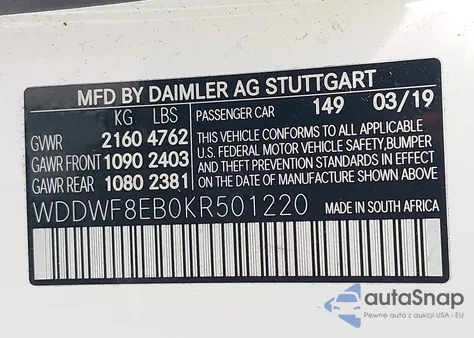 MFD BY DAIMLER AG STUTTGART
KG LBS PASSENGER CAR 149 03/19
GVWR 2160 4762
GAWR FRONT 1090 2403
GAWR REAR 1080 2381
THIS VEHICLE CONFORMS TO ALL APPLICABLE
U.S. FEDERAL MOTOR VEHICLE SAFETY, BUMPER
AND THEFT PREVENTION STANDARDS IN EFFECT
ON THE DATE OF MANUFACTURE SHOWN ABOVE.
WDDWF8EB0KR501220 MADE IN SOUTH AFRICA
autoSnap
Pewne auta z aukcji USA i EU